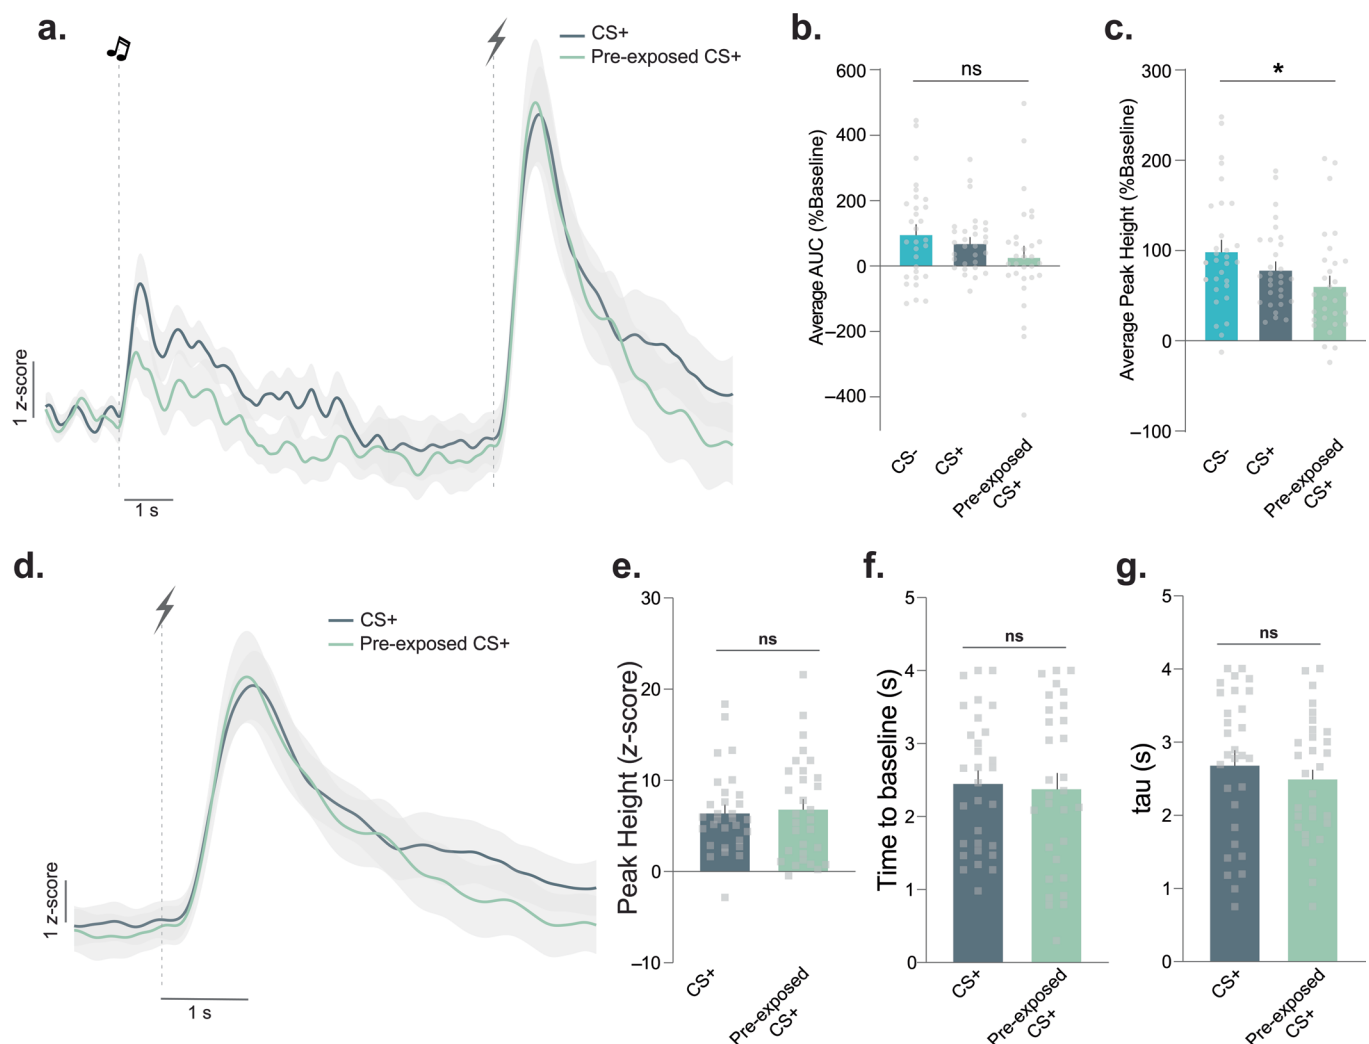 a.
CS+
Pre-exposed CS+
1 z-score
1 s
b.
ns
Average AUC (%Baseline)
600
400
200
0
−200
−400
CS-
CS+
Pre-exposed
CS+
c.
*
Average Peak Height (%Baseline)
300
200
100
0
−100
CS-
CS+
Pre-exposed
CS+
d.
CS+
Pre-exposed CS+
1 z-score
1 s
e.
ns
Peak Height (z-score)
30
20
10
0
−10
CS+
Pre-exposed
CS+
f.
ns
Time to baseline (s)
5
4
3
2
1
0
CS+
Pre-exposed
CS+
g.
ns
tau (s)
5
4
3
2
1
0
CS+
Pre-exposed
CS+